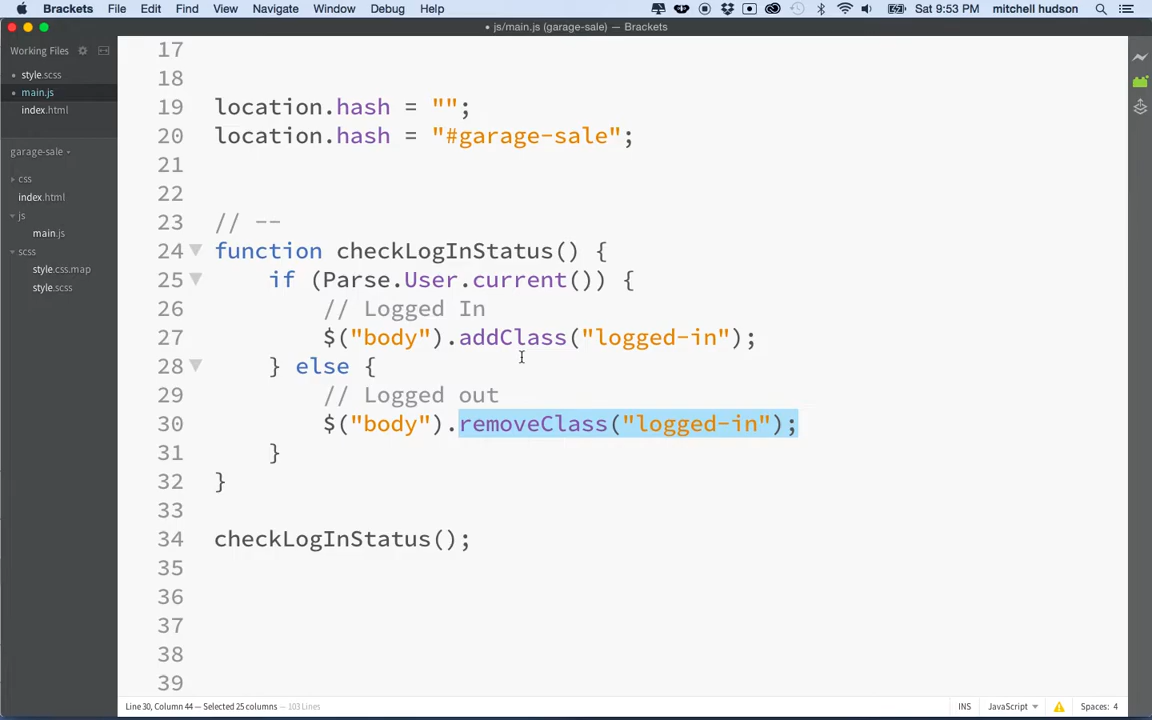 Brackets File Edit Find View Navigate Window Debug Help Sat 9:53 PM mitchell hudson
• js/main.js (garage-sale) — Brackets
Working Files
• style.scss
• main.js
index.html
garage-sale
css
index.html
js
main.js
scss
style.css.map
style.scss
17
18
19 location.hash = "";
20 location.hash = "#garage-sale";
21
22
23 // --
24 function checkLogInStatus() {
25 if (Parse.User.current()) {
26 // Logged In
27 $("body").addClass("logged-in");
28 } else {
29 // Logged out
30 $("body").removeClass("logged-in");
31 }
32 }
33
34 checkLogInStatus();
35
36
37
38
39
Line 30, Column 44 — Selected 25 columns — 103 Lines INS JavaScript Spaces: 4